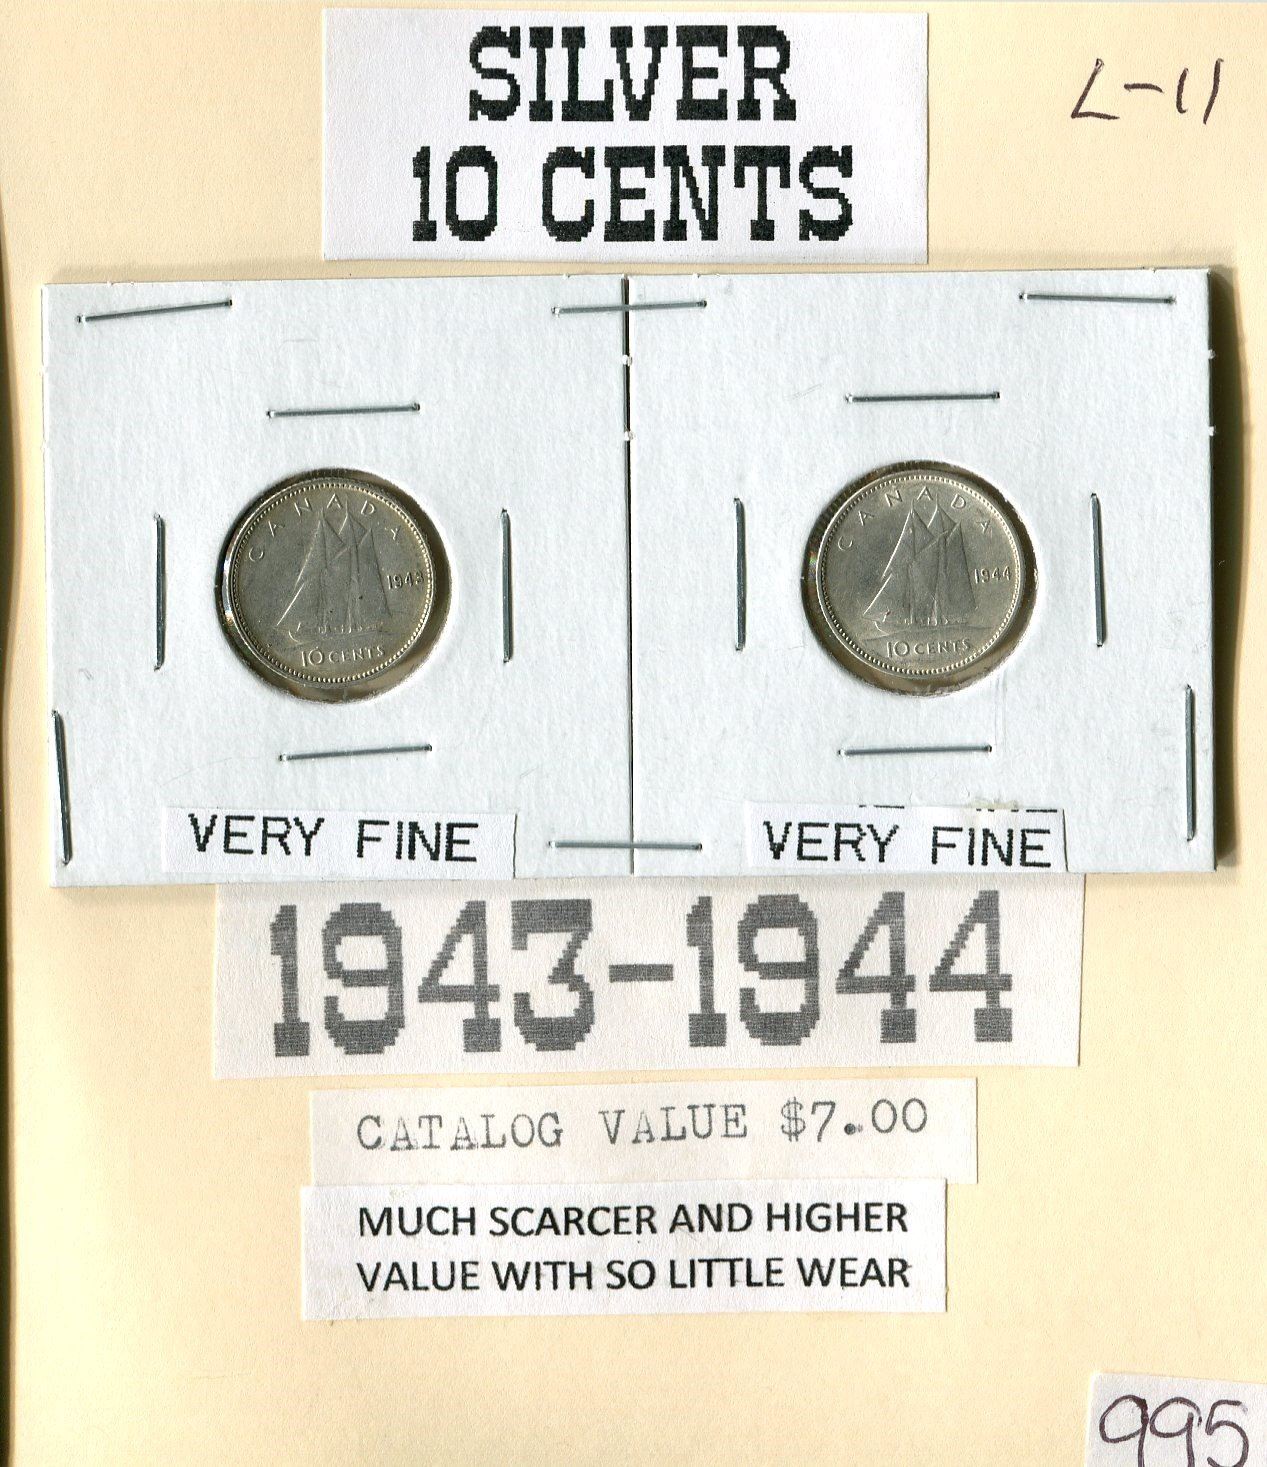 SILVER
10 CENTS
L-11
CANADA
1943
10 CENTS
CANADA
1944
10 CENTS
VERY FINE
VERY FINE
1943-1944
CATALOG VALUE $7.00
MUCH SCARCER AND HIGHER
VALUE WITH SO LITTLE WEAR
995